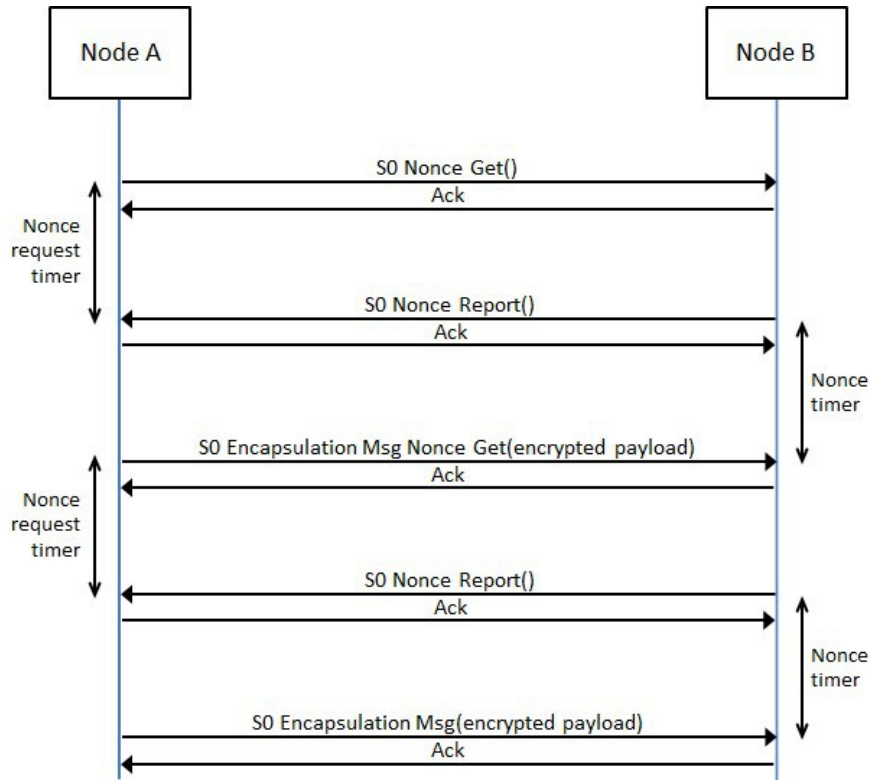 Node A
Node B
S0 Nonce Get()
Ack
Nonce
request
timer
S0 Nonce Report()
Ack
Nonce
timer
S0 Encapsulation Msg Nonce Get(encrypted payload)
Ack
Nonce
request
timer
S0 Nonce Report()
Ack
Nonce
timer
S0 Encapsulation Msg(encrypted payload)
Ack